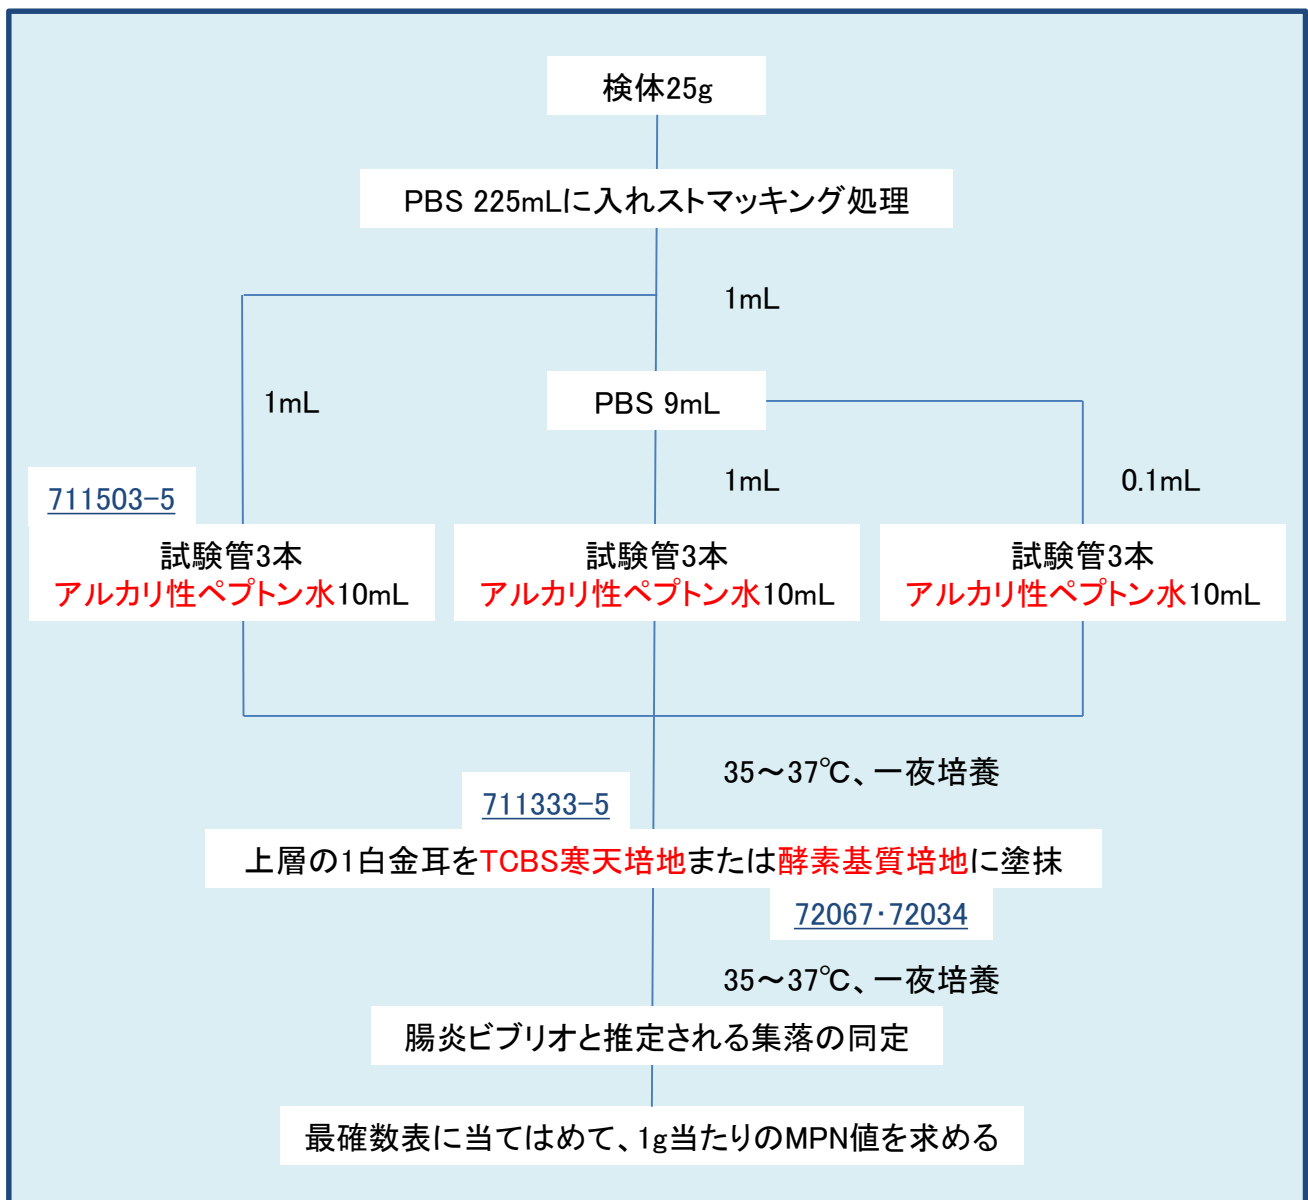 検体25g
PBS 225mLに入れストマッキング処理
1mL
1mL
PBS 9mL
1mL
0.1mL
711503-5
試験管3本
アルカリ性ペプトン水10mL
試験管3本
アルカリ性ペプトン水10mL
試験管3本
アルカリ性ペプトン水10mL
35～37℃、一夜培養
711333-5
上層の1白金耳をTCBS寒天培地または酵素基質培地に塗抹
72067・72034
35～37℃、一夜培養
腸炎ビブリオと推定される集落の同定
最確数表に当てはめて、1g当たりのMPN値を求める